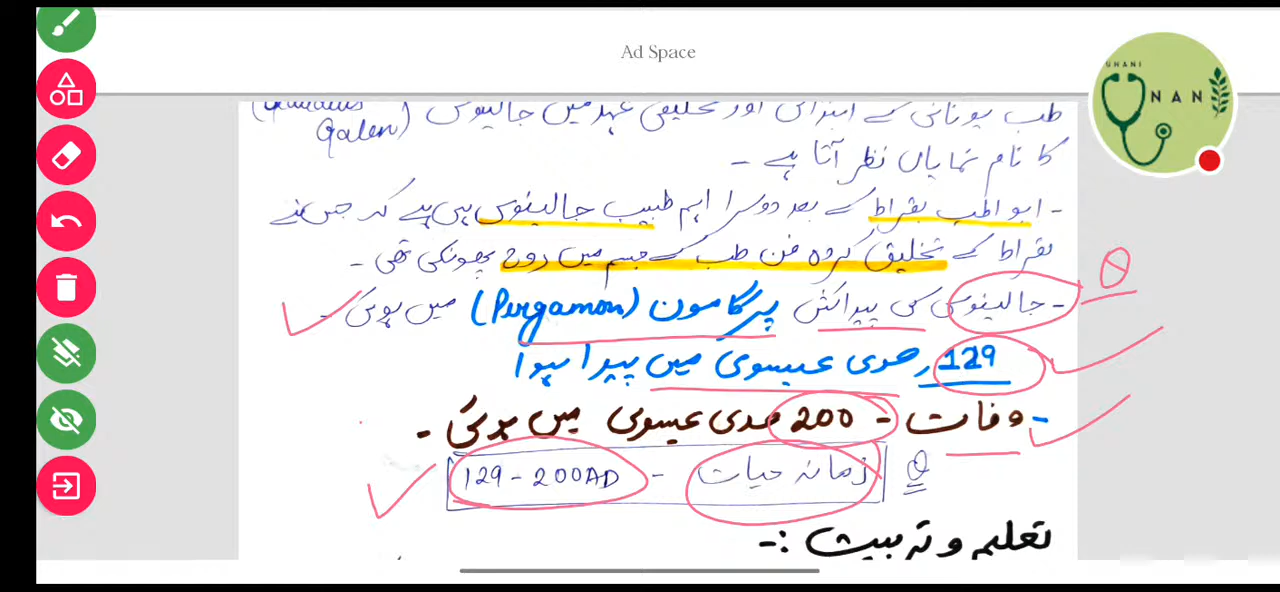 Ad Space
UNANI
NAN
طب یونانی کے ابتدائی اور تخلیقی عہد میں جالینوس (
Galen)
کا نام نمایاں نظر آتا ہے -
- ابو الطب بقراط کے بعد دوسرا اہم طبیب جالینوس ہی ہے کہ جس نے
بقراط کے تخلیق کردہ فن طب کے جسم میں روح پھونکی تھی -
- جالینوس کی پیدائش پرگامون (Pergamon) میں ہوئی -
129 صدی عیسوی میں پیدا ہوا
- وفات - 200 صدی عیسوی میں ہوئی -
Q زمانہ حیات - 129 - 200AD
تعلیم و تربیت :-